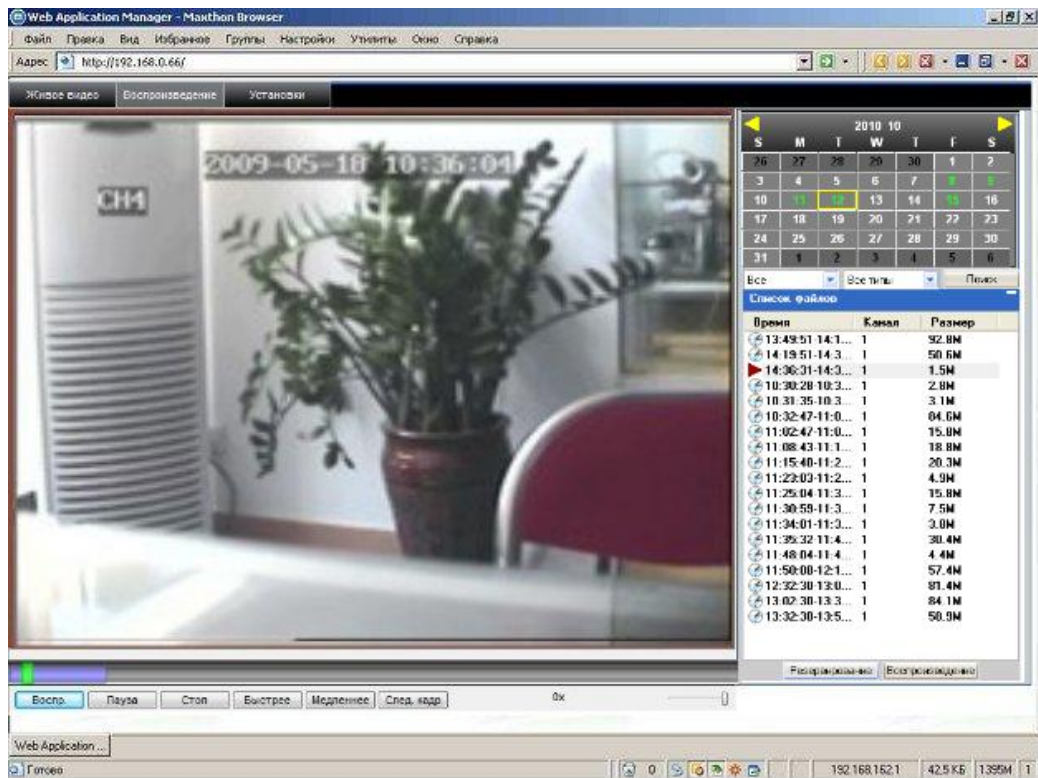 Web Application Manager - Maxthon Browser
Файл Правка Вид Избранное Группы Настройки Утилиты Окно Справка
Адрес http://192.168.0.66/
Живое видео Воспроизведение Установки
2009-05-18 10:36:04
CH4
2010 10
S M T W T F S
26 27 28 29 30 1 2
3 4 5 6 7 8 9
10 11 12 13 14 15 16
17 18 19 20 21 22 23
24 25 26 27 28 29 30
31 1 2 3 4 5 6
Все Все типы Поиск
Список файлов
Время Канал Размер
13:49:51-14:1... 1 92.8M
14:19:51-14:3... 1 50.6M
14:36:31-14:3... 1 1.5M
10:30:28-10:3... 1 2.8M
10:31:35-10:3... 1 3.1M
10:32:47-11:0... 1 84.6M
11:02:47-11:0... 1 15.8M
11:08:43-11:1... 1 18.8M
11:15:40-11:2... 1 20.3M
11:23:03-11:2... 1 4.9M
11:25:04-11:3... 1 15.8M
11:30:59-11:3... 1 7.5M
11:34:01-11:3... 1 3.8M
11:35:32-11:4... 1 30.4M
11:48:04-11:4... 1 4.4M
11:50:00-12:1... 1 57.4M
12:32:30-13:0... 1 81.4M
13:02:30-13:3... 1 84.1M
13:32:30-13:5... 1 50.9M
Резервирование Воспроизведение
Воспр. Пауза Стоп Быстрее Медленнее След. кадр 0x
Web Application ...
Готово 0 192.168.162.1 42.5 КБ 1395M 1